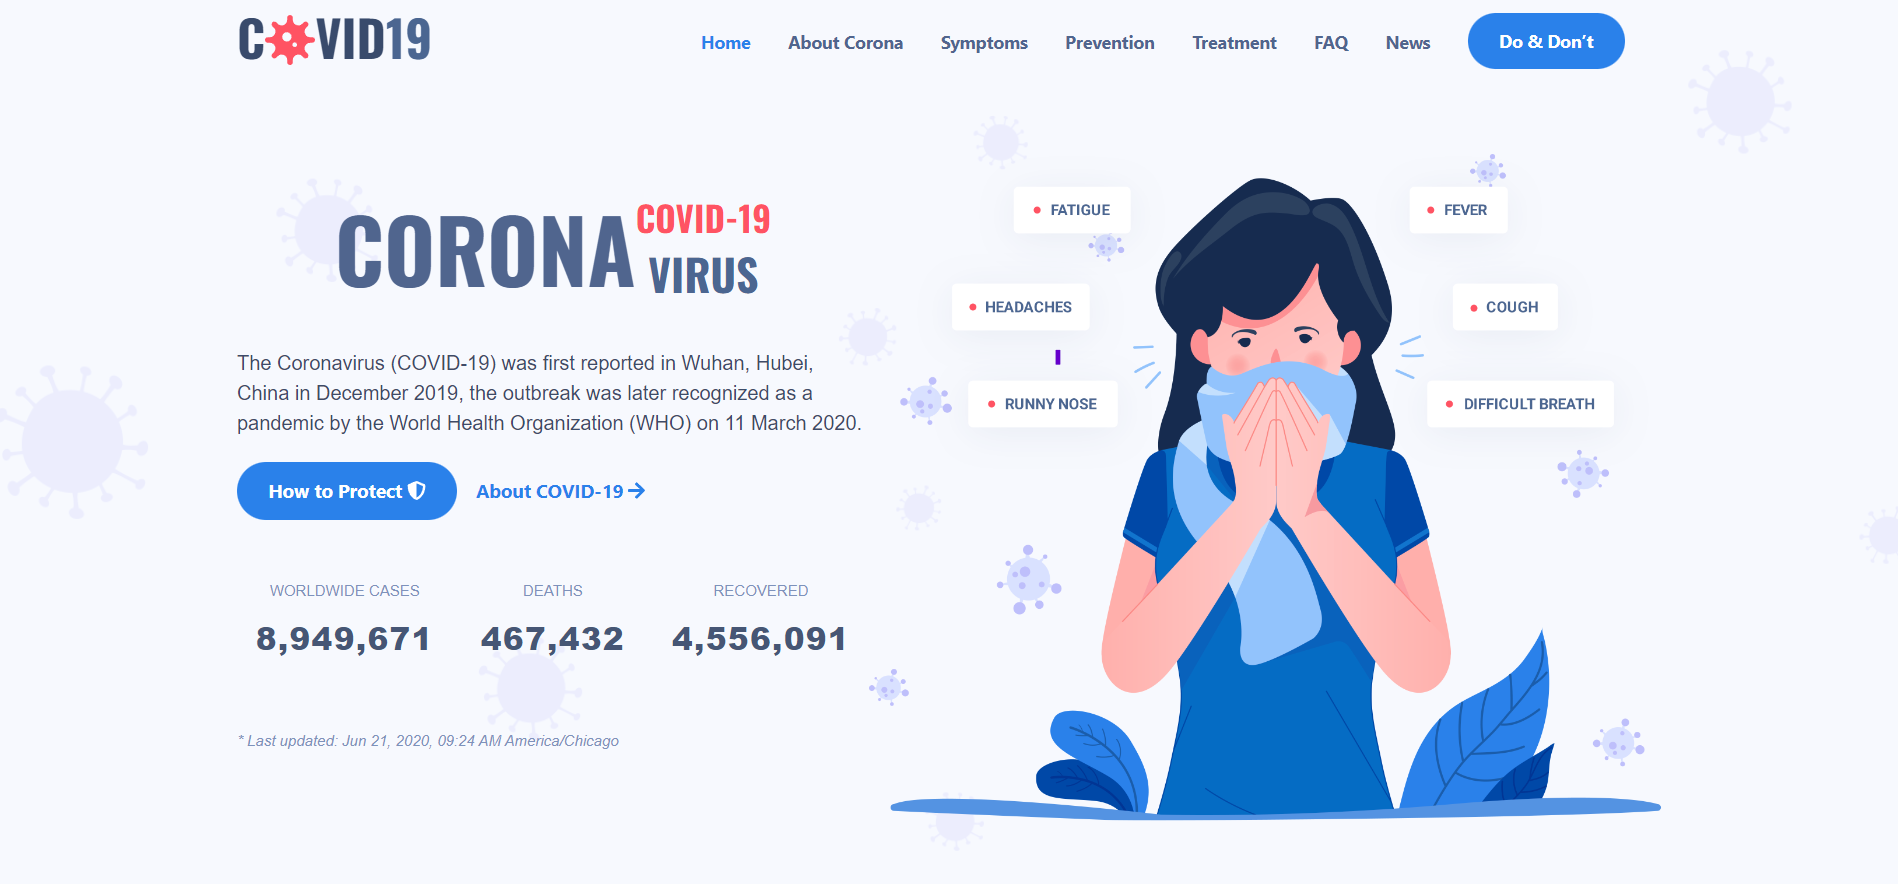 COVID19
Home About Corona Symptoms Prevention Treatment FAQ News Do & Don't
CORONA COVID-19 VIRUS
The Coronavirus (COVID-19) was first reported in Wuhan, Hubei,
China in December 2019, the outbreak was later recognized as a
pandemic by the World Health Organization (WHO) on 11 March 2020.
How to Protect About COVID-19
WORLDWIDE CASES DEATHS RECOVERED
8,949,671 467,432 4,556,091
* Last updated: Jun 21, 2020, 09:24 AM America/Chicago
FATIGUE
HEADACHES
RUNNY NOSE
FEVER
COUGH
DIFFICULT BREATH